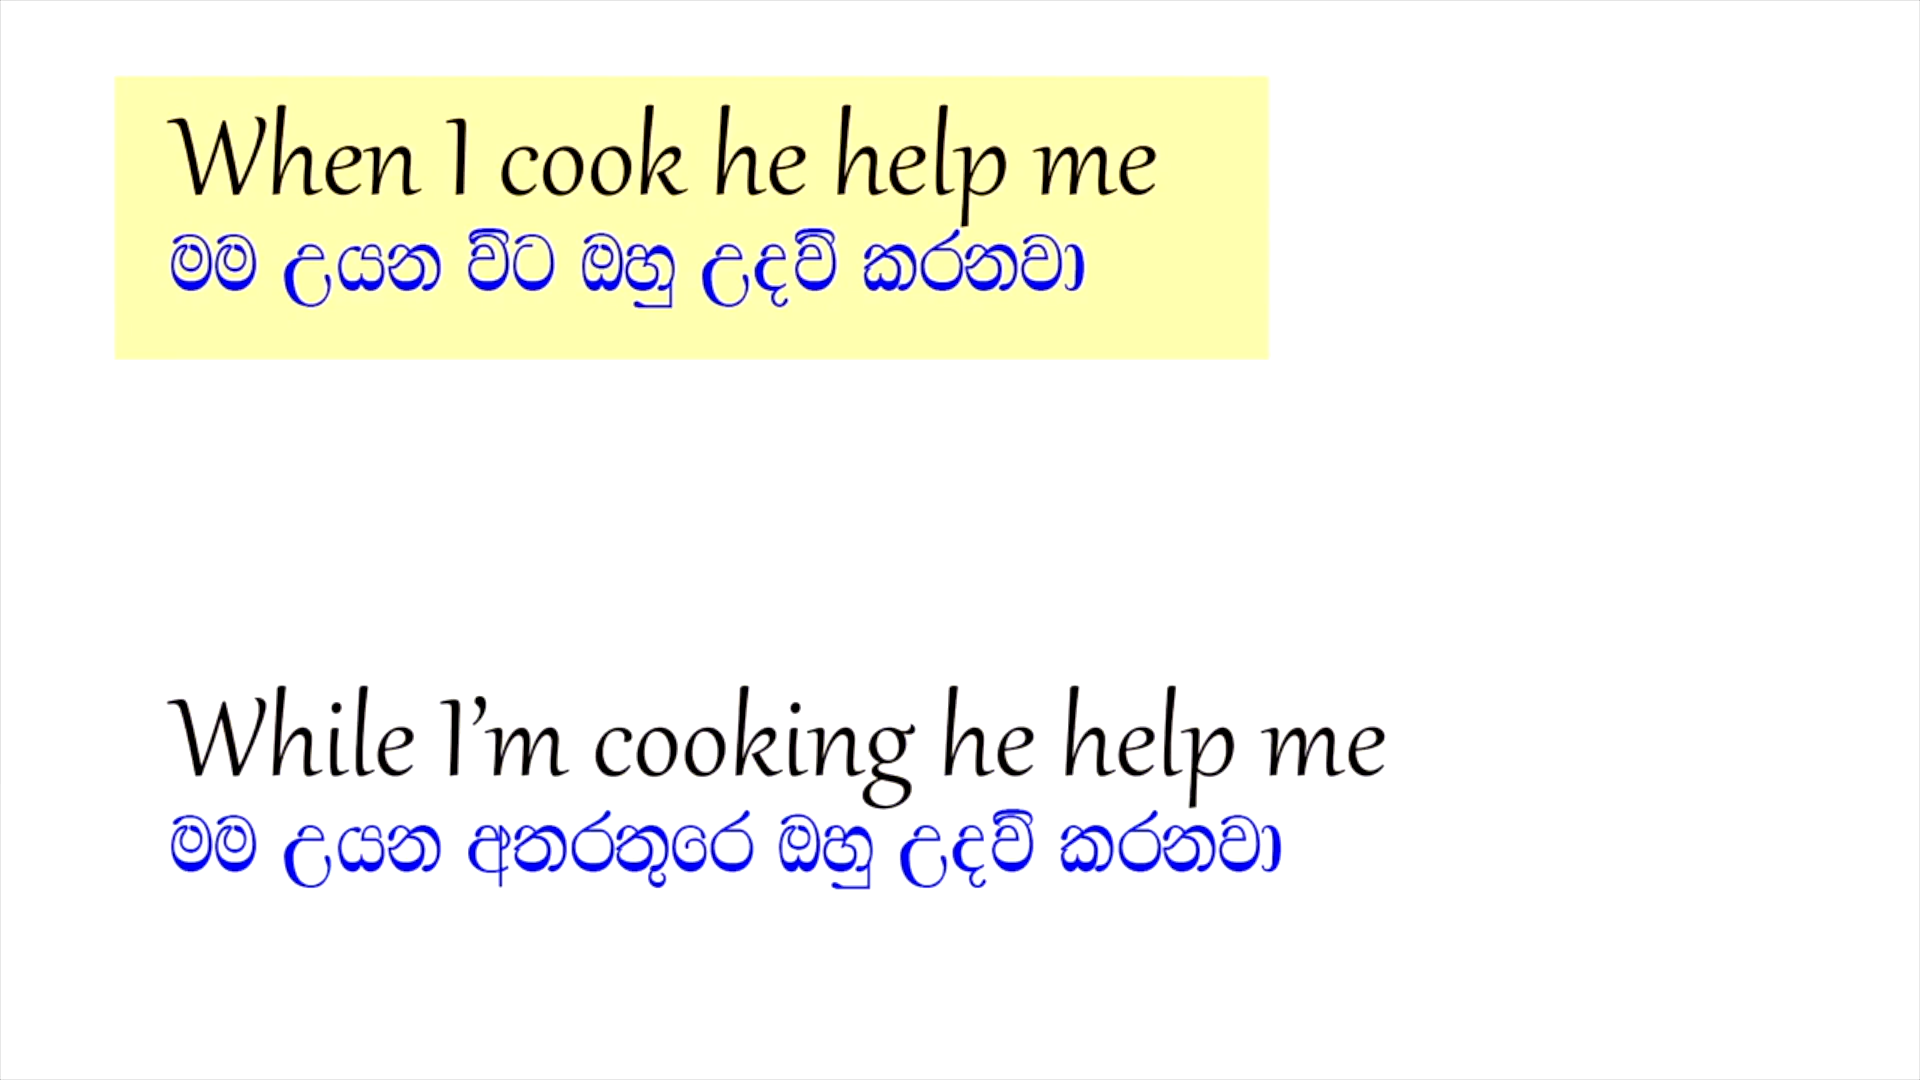 When I cook he help me
මම උයන විට ඔහු උදව් කරනවා
While I’m cooking he help me
මම උයන අතරතුරෙ ඔහු උදව් කරනවා